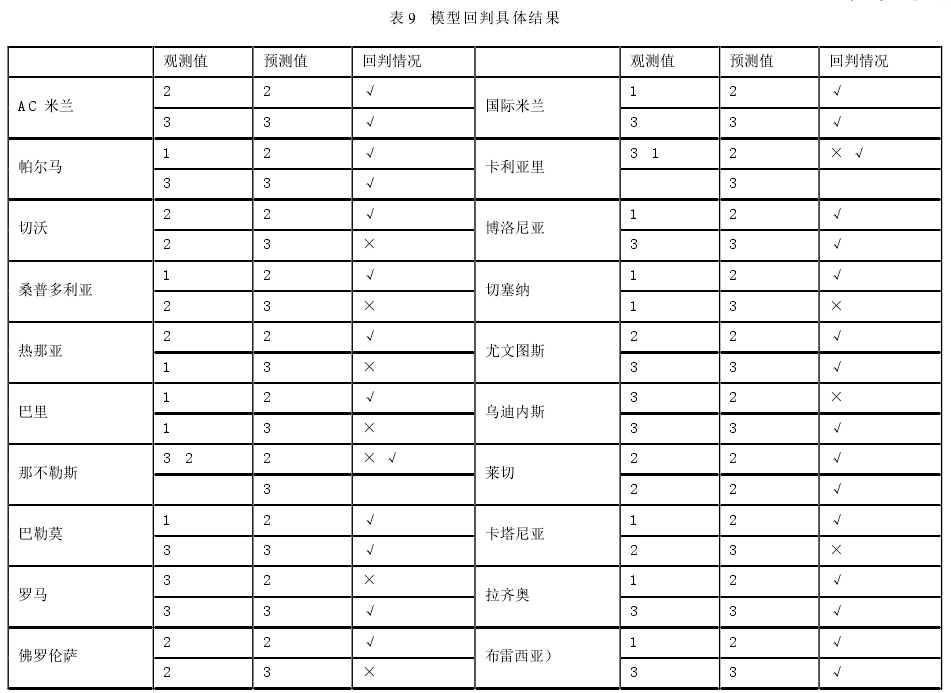 表9 模型回判具体结果
观测值 预测值 回判情况 观测值 预测值 回判情况
AC 米兰 2 2 √ 国际米兰 1 2 √
3 3 √ 3 3 √
帕尔马 1 2 √ 卡利亚里 3 1 2 × √
3 3 √ 3
切沃 2 2 √ 博洛尼亚 1 2 √
2 3 × 3 3 √
桑普多利亚 1 2 √ 切塞纳 1 2 √
2 3 × 1 3 ×
热那亚 2 2 √ 尤文图斯 2 2 √
1 3 × 3 3 √
巴里 1 2 √ 乌迪内斯 3 2 ×
1 3 × 3 3 √
那不勒斯 3 2 2 × √ 莱切 2 2 √
3 2 2 √
巴勒莫 1 2 √ 卡塔尼亚 1 2 √
3 3 √ 2 3 ×
罗马 3 2 × 拉齐奥 1 2 √
3 3 √ 3 3 √
佛罗伦萨 2 2 √ 布雷西亚） 1 2 √
2 3 × 3 3 √